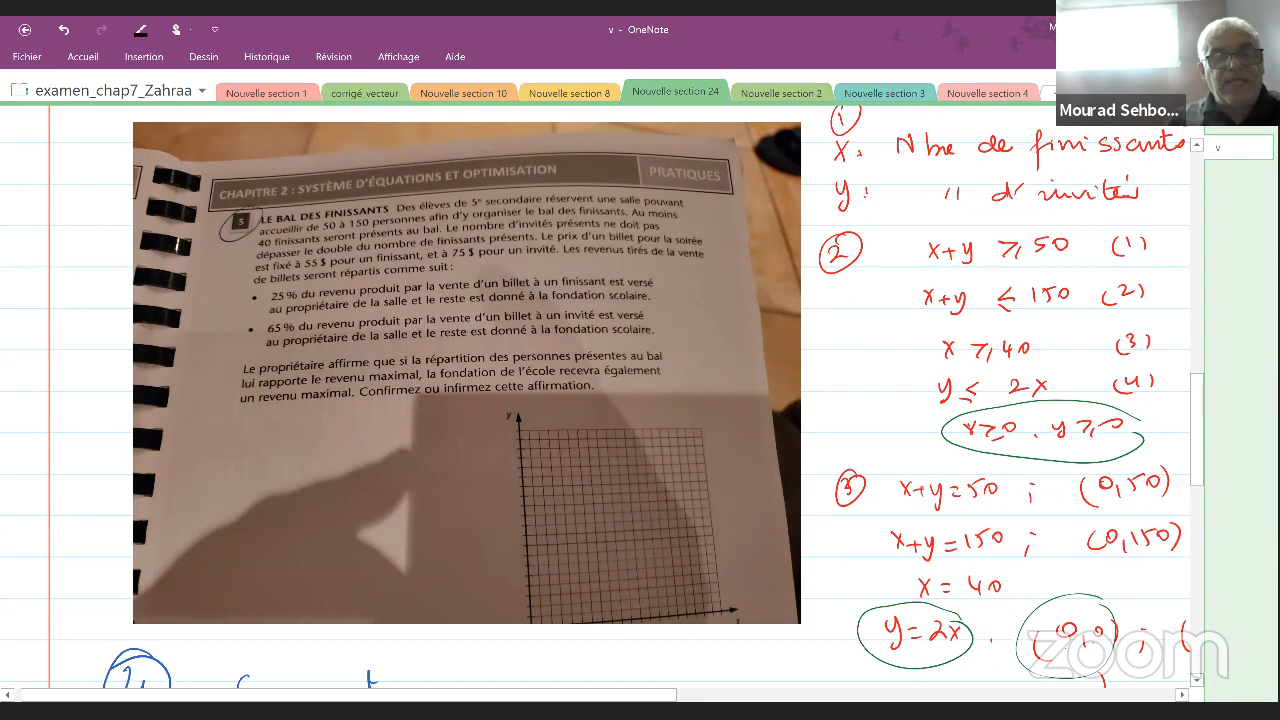 v - OneNote
Fichier Accueil Insertion Dessin Historique Révision Affichage Aide
examen_chap7_Zahraa
Nouvelle section 1
corrigé_vecteur
Nouvelle section 10
Nouvelle section 8
Nouvelle section 24
Nouvelle section 2
Nouvelle section 3
Nouvelle section 4
Mourad Sehbo...
v
CHAPITRE 2 : SYSTÈME D'ÉQUATIONS ET OPTIMISATION
PRATIQUES
5 LE BAL DES FINISSANTS Des élèves de 5e secondaire réservent une salle pouvant
accueillir de 50 à 150 personnes afin d'y organiser le bal des finissants. Au moins
40 finissants seront présents au bal. Le nombre d'invités présents ne doit pas
dépasser le double du nombre de finissants présents. Le prix d'un billet pour la soirée
est fixé à 55 $ pour un finissant, et à 75 $ pour un invité. Les revenus tirés de la vente
de billets seront répartis comme suit :
• 25 % du revenu produit par la vente d'un billet à un finissant est versé
au propriétaire de la salle et le reste est donné à la fondation scolaire.
• 65 % du revenu produit par la vente d'un billet à un invité est versé
au propriétaire de la salle et le reste est donné à la fondation scolaire.
Le propriétaire affirme que si la répartition des personnes présentes au bal
lui rapporte le revenu maximal, la fondation de l'école recevra également
un revenu maximal. Confirmez ou infirmez cette affirmation.
y
1
x : Nbre de finissants
y : " d'invités
2 x+y ≥ 50 (1)
x+y ≤ 150 (2)
x ≥ 40 (3)
y ≤ 2x (4)
x ≥ 0, y ≥ 0
3 x+y=50 ; (0,50)
x+y=150 ; (0,150)
x = 40
y = 2x , (0,0) ; (
zoom